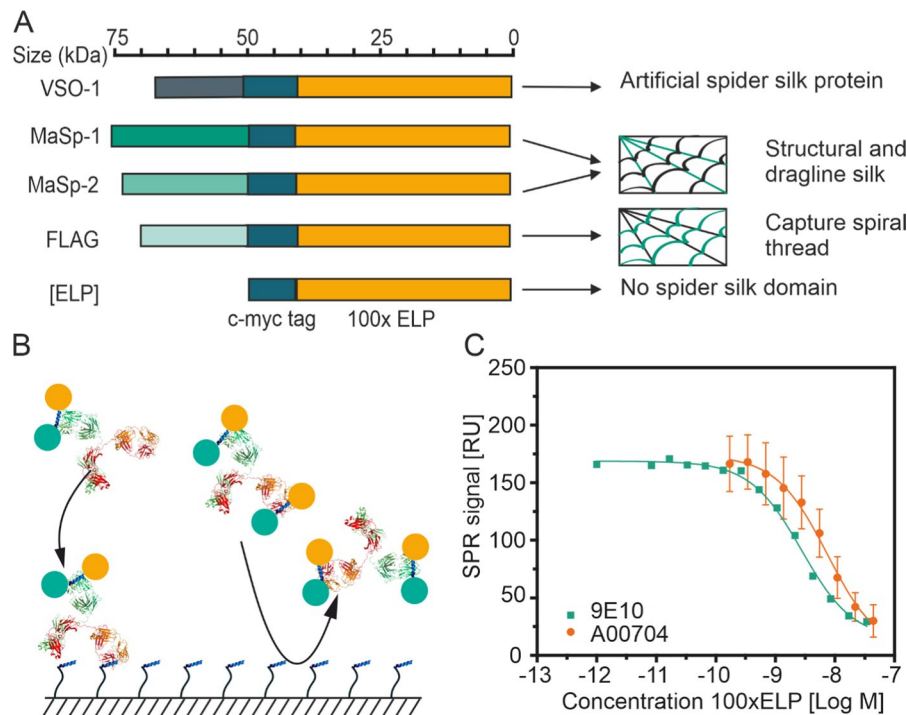 A
75 50 25 0
Size (kDa)
VSO-1
Artificial spider silk protein
MaSp-1
Structural and
dragline silk
MaSp-2
FLAG
Capture spiral
thread
[ELP]
No spider silk domain
c-myc tag 100x ELP
B
C
250
200
150
100
50
0
SPR signal [RU]
9E10
A00704
-13 -12 -11 -10 -9 -8 -7
Concentration 100xELP [Log M]